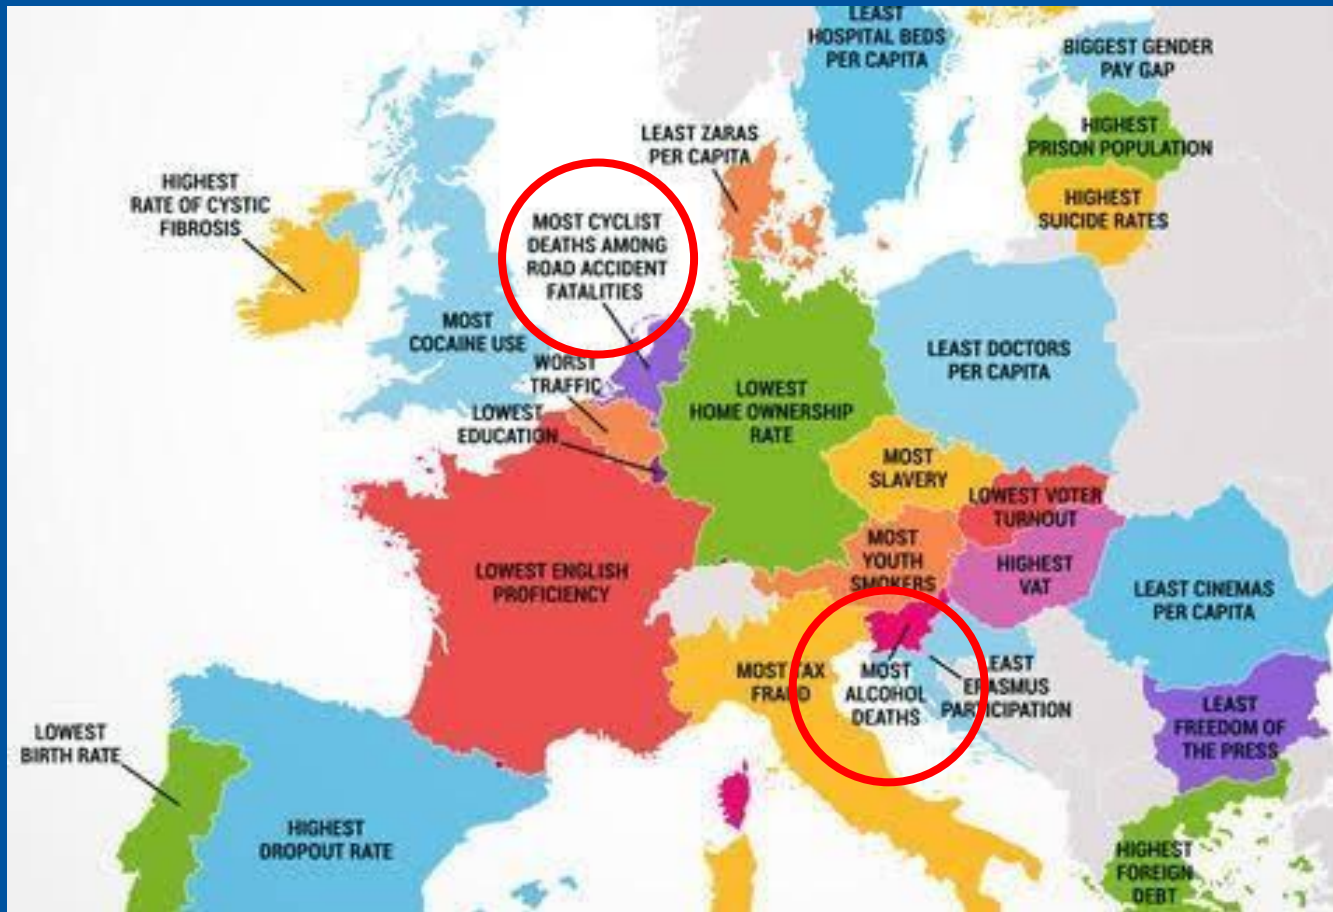 LEAST
HOSPITAL BEDS
PER CAPITA
BIGGEST GENDER
PAY GAP
LEAST ZARAS
PER CAPITA
HIGHEST
PRISON POPULATION
HIGHEST
RATE OF CYSTIC
FIBROSIS
HIGHEST
SUICIDE RATES
MOST CYCLIST
DEATHS AMONG
ROAD ACCIDENT
FATALITIES
MOST
COCAINE USE
LEAST DOCTORS
PER CAPITA
WORST
TRAFFIC
LOWEST
HOME OWNERSHIP
RATE
LOWEST
EDUCATION
MOST
SLAVERY
LOWEST VOTER
TURNOUT
MOST
YOUTH
SMOKERS
HIGHEST
VAT
LOWEST ENGLISH
PROFICIENCY
LEAST CINEMAS
PER CAPITA
MOST TAX
FRAUD
MOST
ALCOHOL
DEATHS
LEAST
ERASMUS
PARTICIPATION
LEAST
FREEDOM OF
THE PRESS
LOWEST
BIRTH RATE
HIGHEST
DROPOUT RATE
HIGHEST
FOREIGN
DEBT